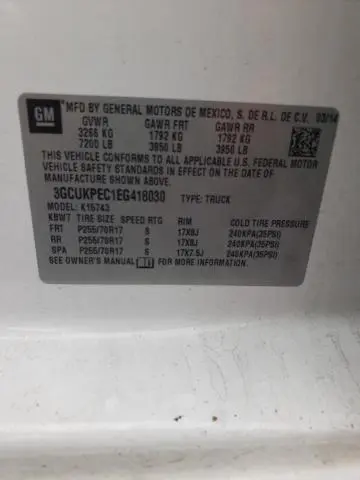 GM
MFD BY GENERAL MOTORS DE MEXICO, S. DE R.L. DE C.V. 03/14
GVWR GAWR FRT GAWR RR
3266 KG 1792 KG 1792 KG
7200 LB 3950 LB 3950 LB
THIS VEHICLE CONFORMS TO ALL APPLICABLE U.S. FEDERAL MOTOR
VEHICLE SAFETY STANDARDS IN EFFECT ON THE DATE OF
MANUFACTURE SHOWN ABOVE.
3GCUKPEC1EG418030 TYPE: TRUCK
MODEL: K15743
KBW7 TIRE SIZE SPEED RTG RIM COLD TIRE PRESSURE
FRT P255/70R17 S 17X8J 240KPA(35PSI)
RR P255/70R17 S 17X8J 240KPA(35PSI)
SPA P255/70R17 S 17X7.5J 240KPA(35PSI)
SEE OWNER'S MANUAL FOR MORE INFORMATION.